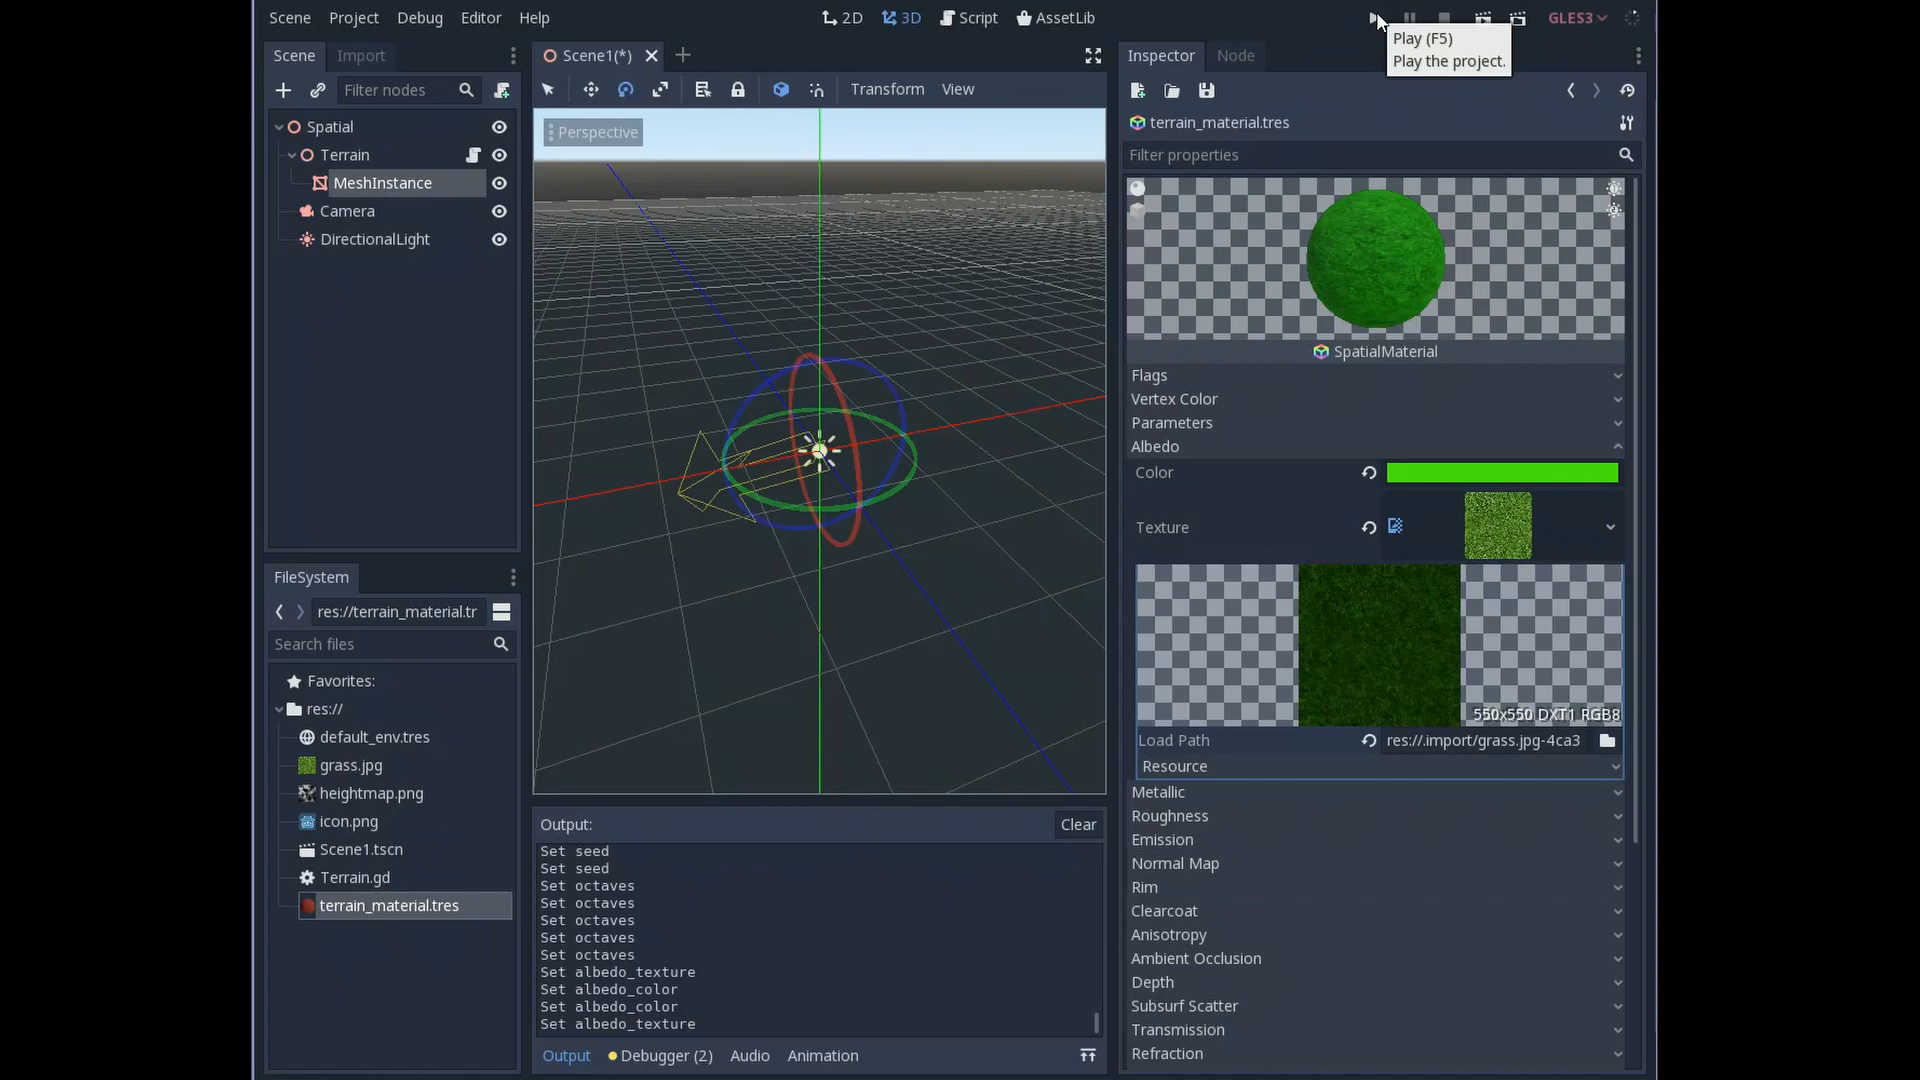 Scene Project Debug Editor Help
2D 3D Script AssetLib
GLES3
Play (F5)
Play the project.
Scene Import
Filter nodes
Spatial
Terrain
MeshInstance
Camera
DirectionalLight
FileSystem
res://terrain_material.tr
Search files
Favorites:
res://
default_env.tres
grass.jpg
heightmap.png
icon.png
Scene1.tscn
Terrain.gd
terrain_material.tres
Scene1(*)
Transform View
Perspective
Output:
Clear
Set seed
Set seed
Set octaves
Set octaves
Set octaves
Set octaves
Set octaves
Set albedo_texture
Set albedo_color
Set albedo_color
Set albedo_texture
Output Debugger (2) Audio Animation
Inspector Node
terrain_material.tres
Filter properties
SpatialMaterial
Flags
Vertex Color
Parameters
Albedo
Color
Texture
550x550 DXT1 RGB8
Load Path res://.import/grass.jpg-4ca3
Resource
Metallic
Roughness
Emission
Normal Map
Rim
Clearcoat
Anisotropy
Ambient Occlusion
Depth
Subsurf Scatter
Transmission
Refraction